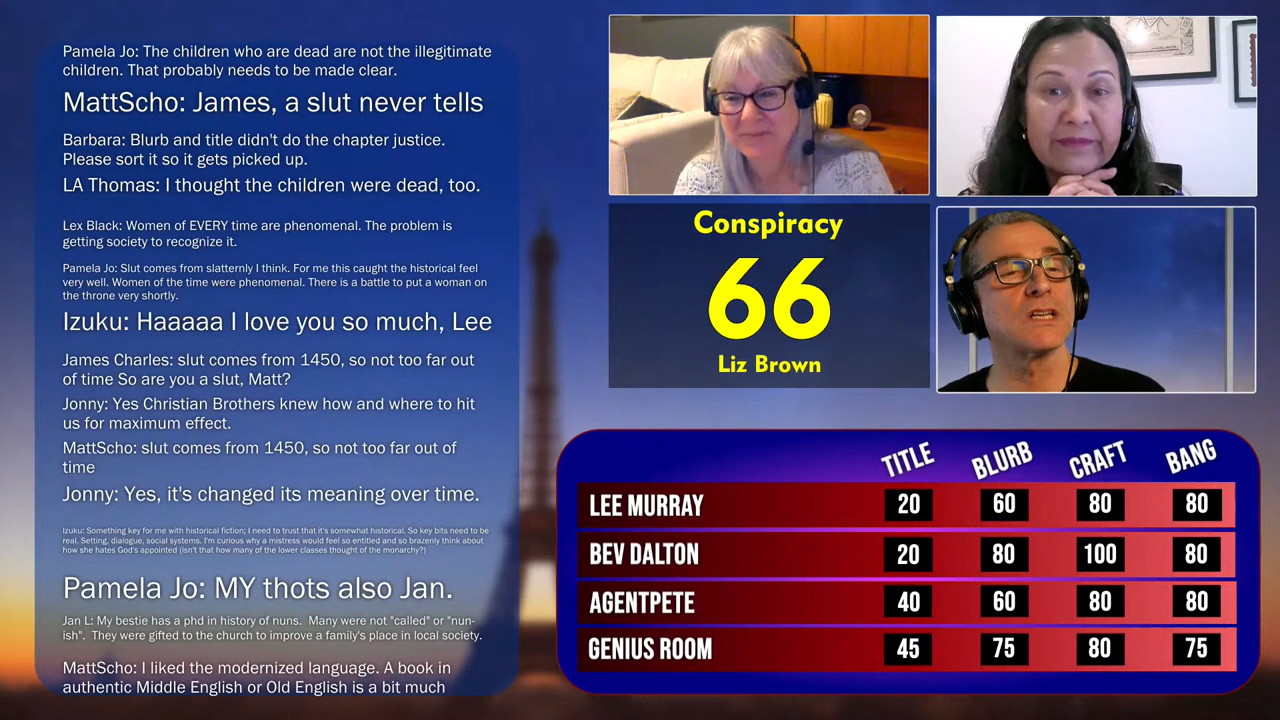 Pamela Jo: The children who are dead are not the illegitimate
children. That probably needs to be made clear.
MattScho: James, a slut never tells
Barbara: Blurb and title didn't do the chapter justice.
Please sort it so it gets picked up.
LA Thomas: I thought the children were dead, too.
Lex Black: Women of EVERY time are phenomenal. The problem is
getting society to recognize it.
Pamela Jo: Slut comes from slatternly I think. For me this caught the historical feel
very well. Women of the time were phenomenal. There is a battle to put a woman on
the throne very shortly.
Izuku: Haaaaa I love you so much, Lee
James Charles: slut comes from 1450, so not too far out
of time So are you a slut, Matt?
Jonny: Yes Christian Brothers knew how and where to hit
us for maximum effect.
MattScho: slut comes from 1450, so not too far out of
time
Jonny: Yes, it's changed its meaning over time.
Izuku: Something key for me with historical fiction; I need to trust that it's somewhat historical. So key bits need to be
real. Setting, dialogue, social systems. I'm curious why a mistress would feel so entitled and so brazenly think about
how she hates God's appointed (isn't that how many of the lower classes thought of the monarchy?)
Pamela Jo: MY thots also Jan.
Jan L: My bestie has a phd in history of nuns.  Many were not "called" or "nun-
ish".  They were gifted to the church to improve a family's place in local society.
MattScho: I liked the modernized language. A book in
authentic Middle English or Old English is a bit much
Conspiracy
66
Liz Brown
TITLE BLURB CRAFT BANG
LEE MURRAY 20 60 80 80
BEV DALTON 20 80 100 80
AGENTPETE 40 60 80 80
GENIUS ROOM 45 75 80 75